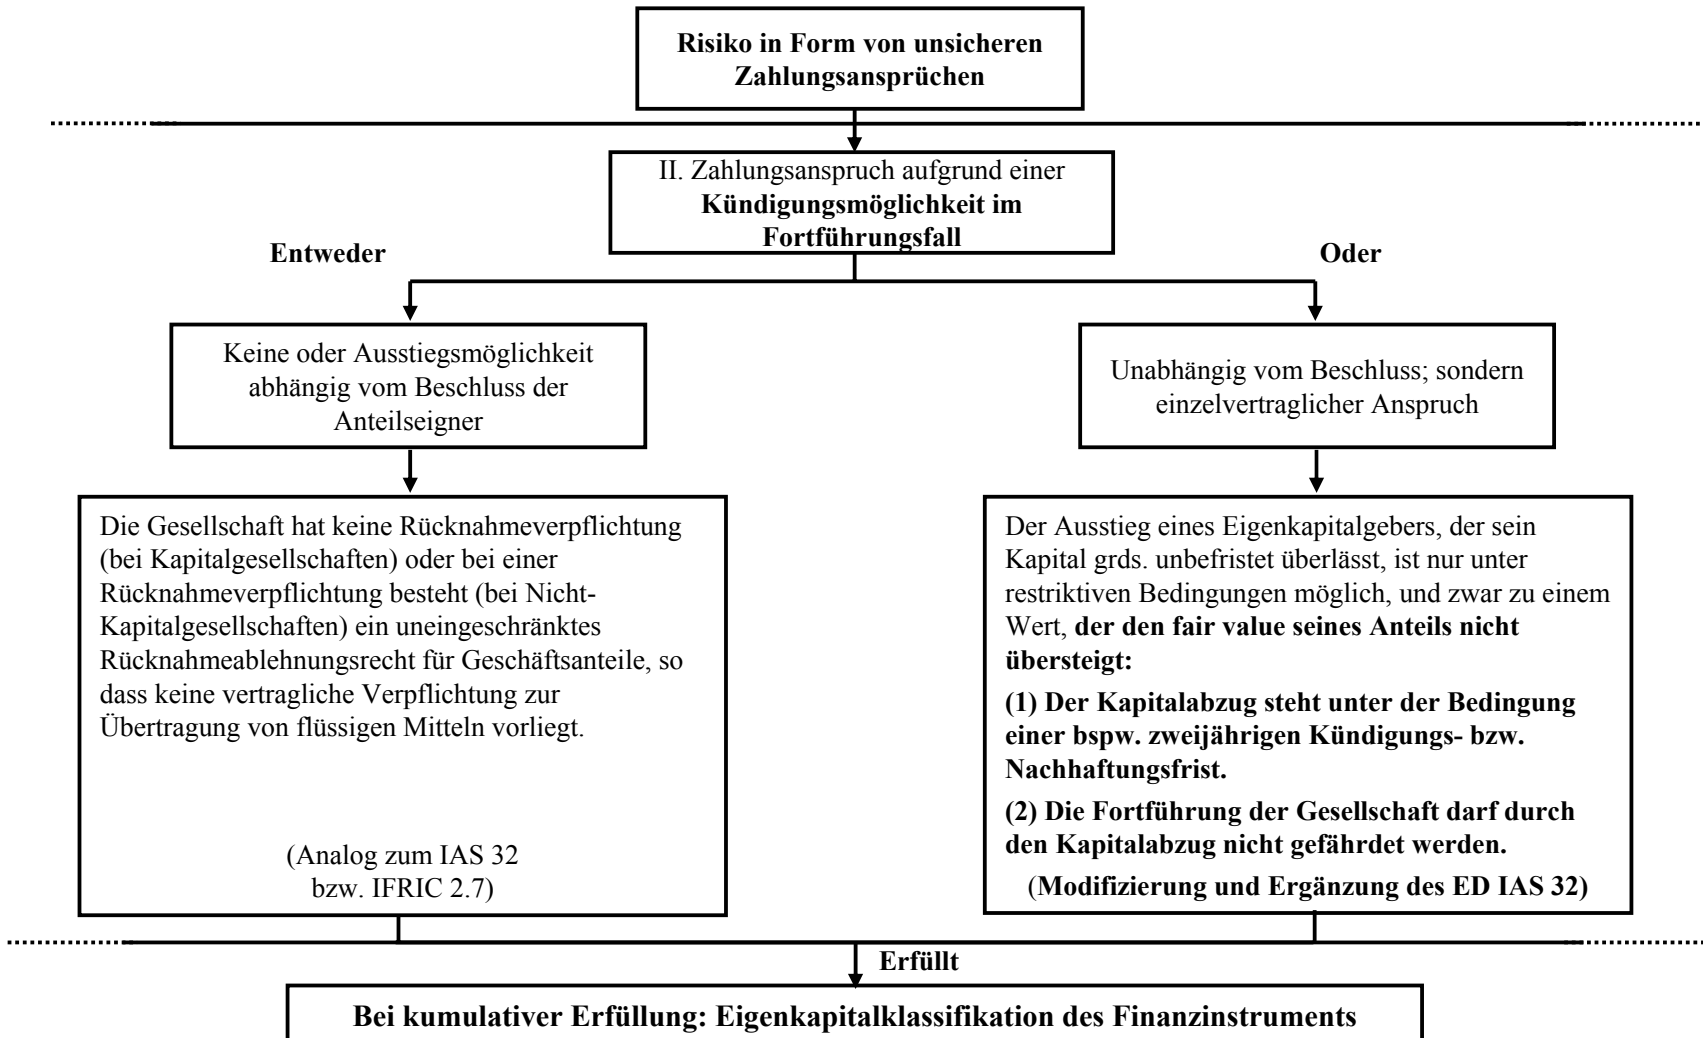 Risiko in Form von unsicheren
Zahlungsansprüchen
II. Zahlungsanspruch aufgrund einer
Kündigungsmöglichkeit im
Fortführungsfall
Entweder
Oder
Keine oder Ausstiegsmöglichkeit
abhängig vom Beschluss der
Anteilseigner
Unabhängig vom Beschluss; sondern
einzelvertraglicher Anspruch
Die Gesellschaft hat keine Rücknahmeverpflichtung
(bei Kapitalgesellschaften) oder bei einer
Rücknahmeverpflichtung besteht (bei Nicht-
Kapitalgesellschaften) ein uneingeschränktes
Rücknahmeablehnungsrecht für Geschäftsanteile, so
dass keine vertragliche Verpflichtung zur
Übertragung von flüssigen Mitteln vorliegt.
(Analog zum IAS 32
bzw. IFRIC 2.7)
Der Ausstieg eines Eigenkapitalgebers, der sein
Kapital grds. unbefristet überlässt, ist nur unter
restriktiven Bedingungen möglich, und zwar zu einem
Wert, der den fair value seines Anteils nicht
übersteigt:
(1) Der Kapitalabzug steht unter der Bedingung
einer bspw. zweijährigen Kündigungs- bzw.
Nachhaftungsfrist.
(2) Die Fortführung der Gesellschaft darf durch
den Kapitalabzug nicht gefährdet werden.
(Modifizierung und Ergänzung des ED IAS 32)
Erfüllt
Bei kumulativer Erfüllung: Eigenkapitalklassifikation des Finanzinstruments